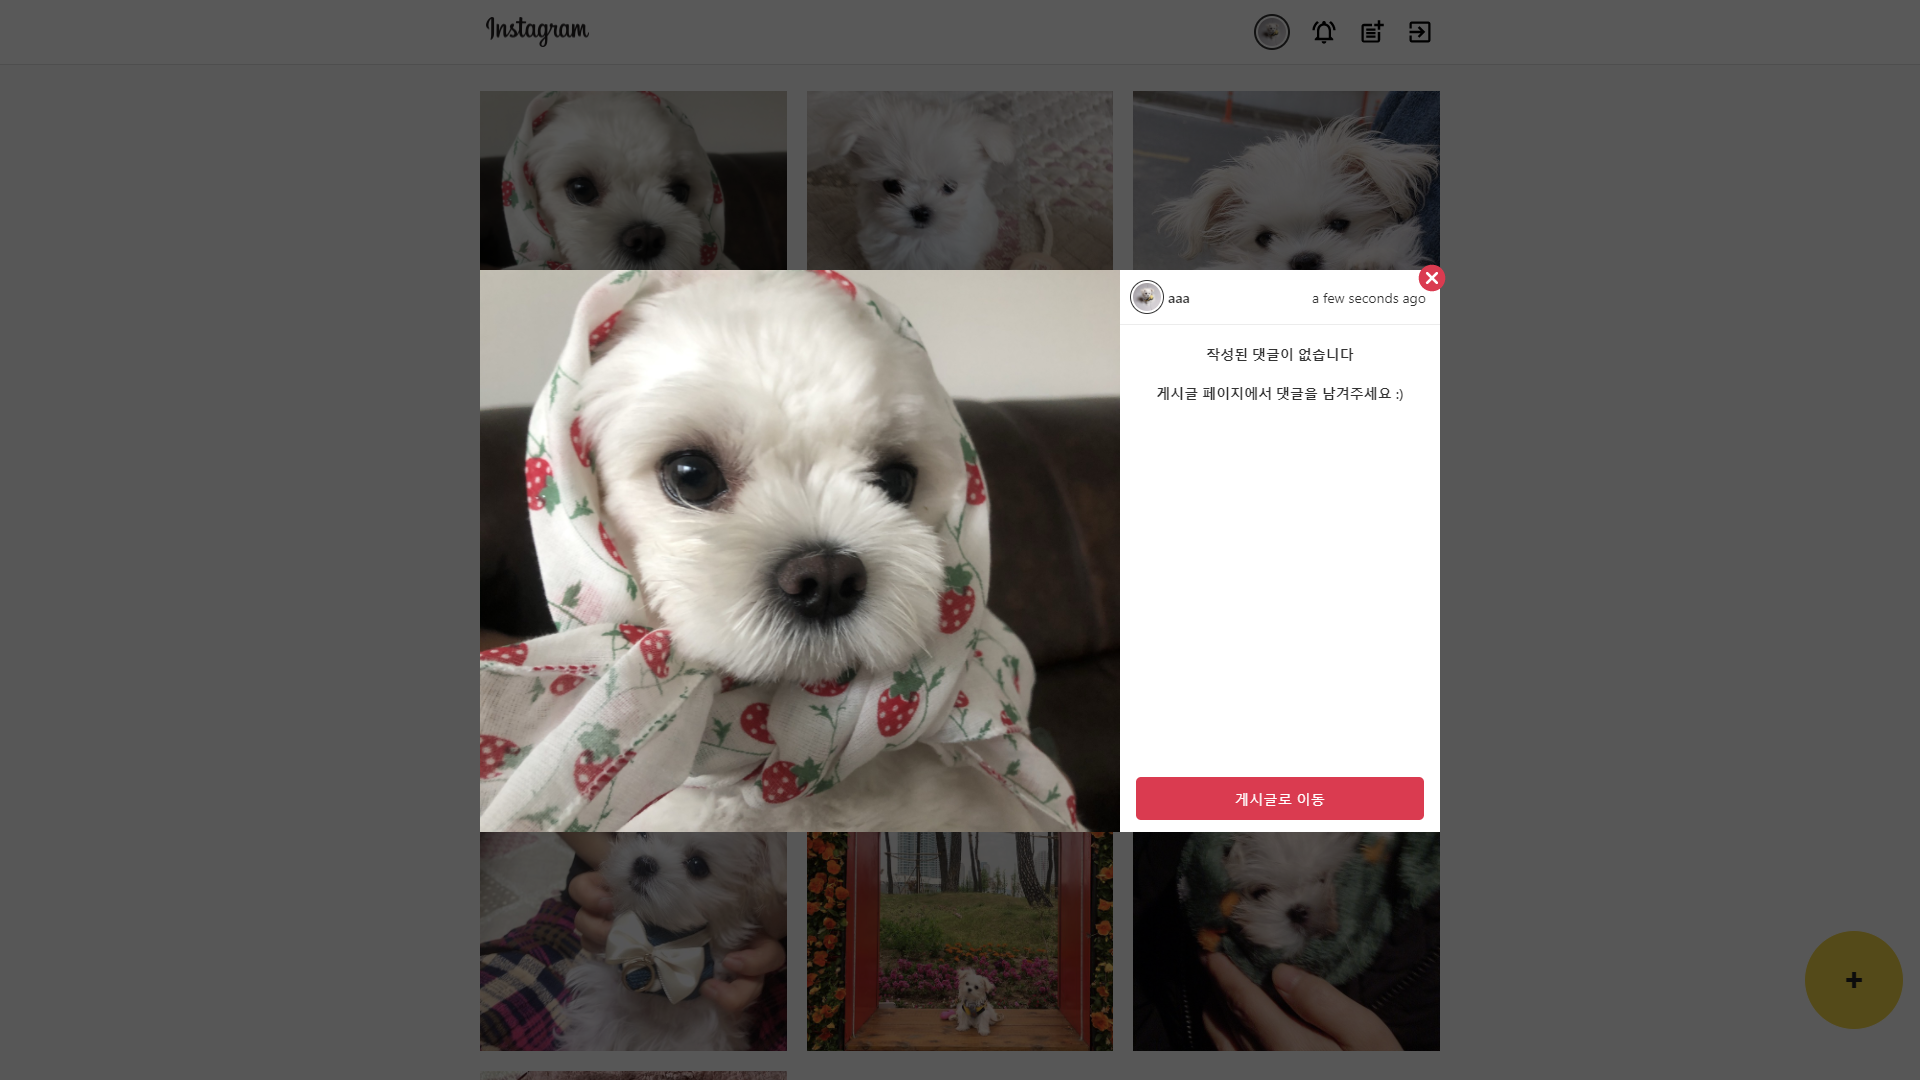 Instagram
aaa
a few seconds ago
작성된 댓글이 없습니다
게시글 페이지에서 댓글을 남겨주세요 :)
게시글로 이동
+